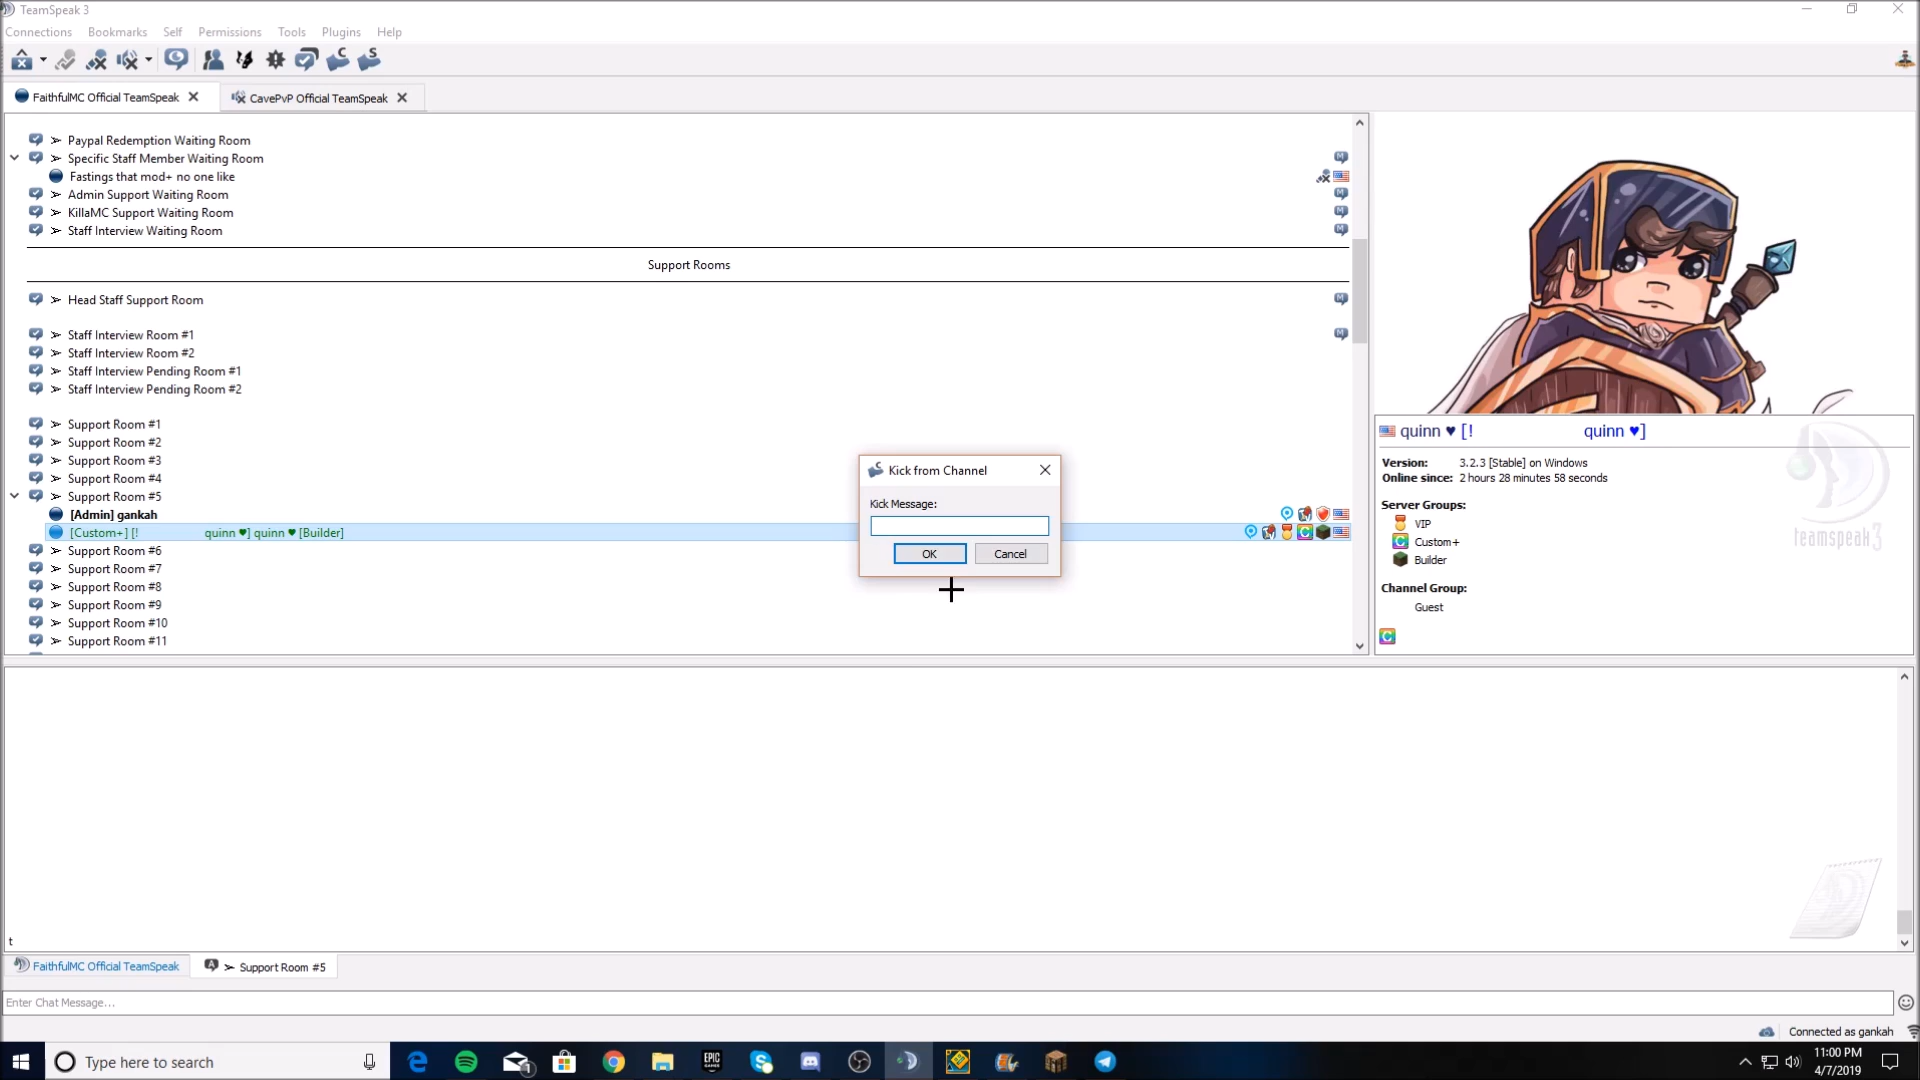 TeamSpeak 3
Connections Bookmarks Self Permissions Tools Plugins Help
FaithfulMC Official TeamSpeak CavePvP Official TeamSpeak
➢ Paypal Redemption Waiting Room
➢ Specific Staff Member Waiting Room
Fastings that mod+ no one like
➢ Admin Support Waiting Room
➢ KillaMC Support Waiting Room
➢ Staff Interview Waiting Room
Support Rooms
➢ Head Staff Support Room
➢ Staff Interview Room #1
➢ Staff Interview Room #2
➢ Staff Interview Pending Room #1
➢ Staff Interview Pending Room #2
➢ Support Room #1
➢ Support Room #2
➢ Support Room #3
➢ Support Room #4
➢ Support Room #5
[Admin] gankah
[Custom+] [! quinn ♥] quinn ♥ [Builder]
➢ Support Room #6
➢ Support Room #7
➢ Support Room #8
➢ Support Room #9
➢ Support Room #10
➢ Support Room #11
Kick from Channel
Kick Message:
OK Cancel
quinn ♥ [! quinn ♥]
Version: 3.2.3 [Stable] on Windows
Online since: 2 hours 28 minutes 58 seconds
Server Groups:
VIP
Custom+
Builder
Channel Group:
Guest
teamspeak3
t
FaithfulMC Official TeamSpeak ➢ Support Room #5
Enter Chat Message...
Connected as gankah
Type here to search
EPIC GAMES
11:00 PM
4/7/2019